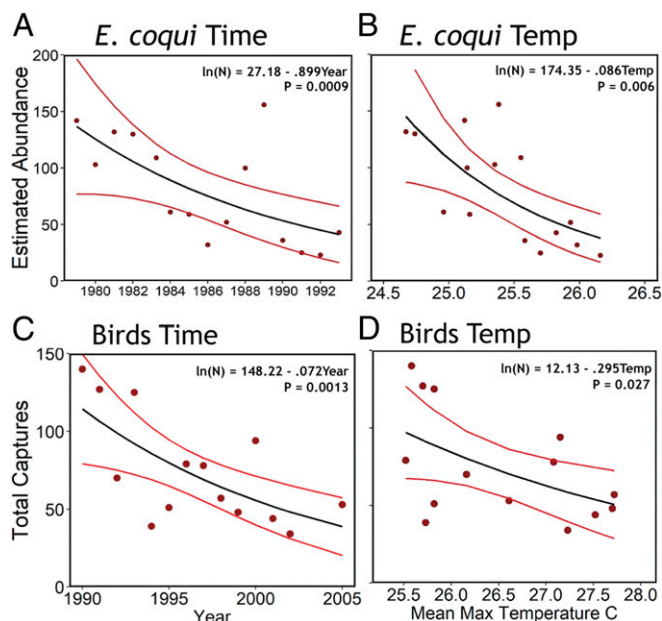 A E. coqui Time
ln(N) = 27.18 - .899Year
P = 0.0009
Estimated Abundance
200
150
100
50
0
1980 1982 1984 1986 1988 1990 1992
B E. coqui Temp
ln(N) = 174.35 - .086Temp
P = 0.006
24.5 25.0 25.5 26.0 26.5
C Birds Time
ln(N) = 148.22 - .072Year
P = 0.0013
Total Captures
150
100
50
0
1990 1995 2000 2005
Year
D Birds Temp
ln(N) = 12.13 - .295Temp
P = 0.027
25.5 26.0 26.5 27.0 27.5 28.0
Mean Max Temperature C